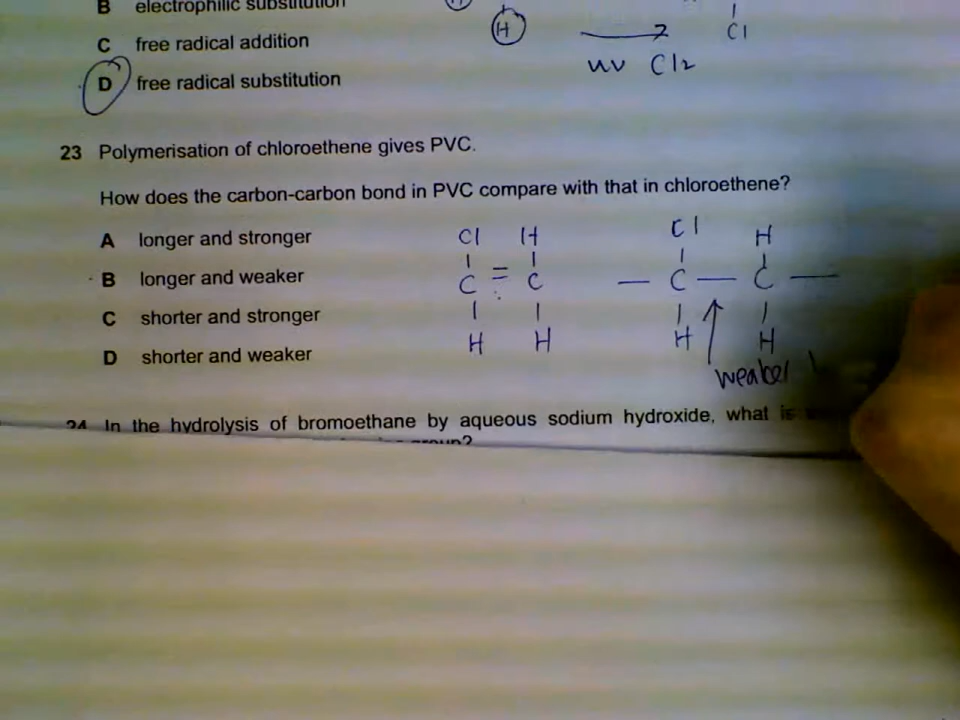 B electrophilic substitution
H
Cl
C free radical addition
uv Cl2
D free radical substitution
23 Polymerisation of chloroethene gives PVC.
How does the carbon-carbon bond in PVC compare with that in chloroethene?
A longer and stronger
B longer and weaker
C shorter and stronger
D shorter and weaker
Cl H
C = C
H H
Cl H
— C — C —
H H
weaker
24 In the hydrolysis of bromoethane by aqueous sodium hydroxide, what is